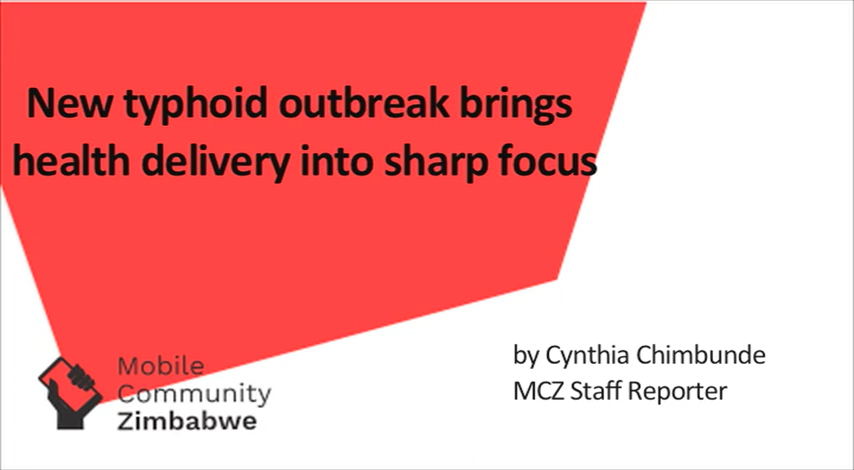 New typhoid outbreak brings
health delivery into sharp focus
Mobile
Community
Zimbabwe
by Cynthia Chimbunde
MCZ Staff Reporter